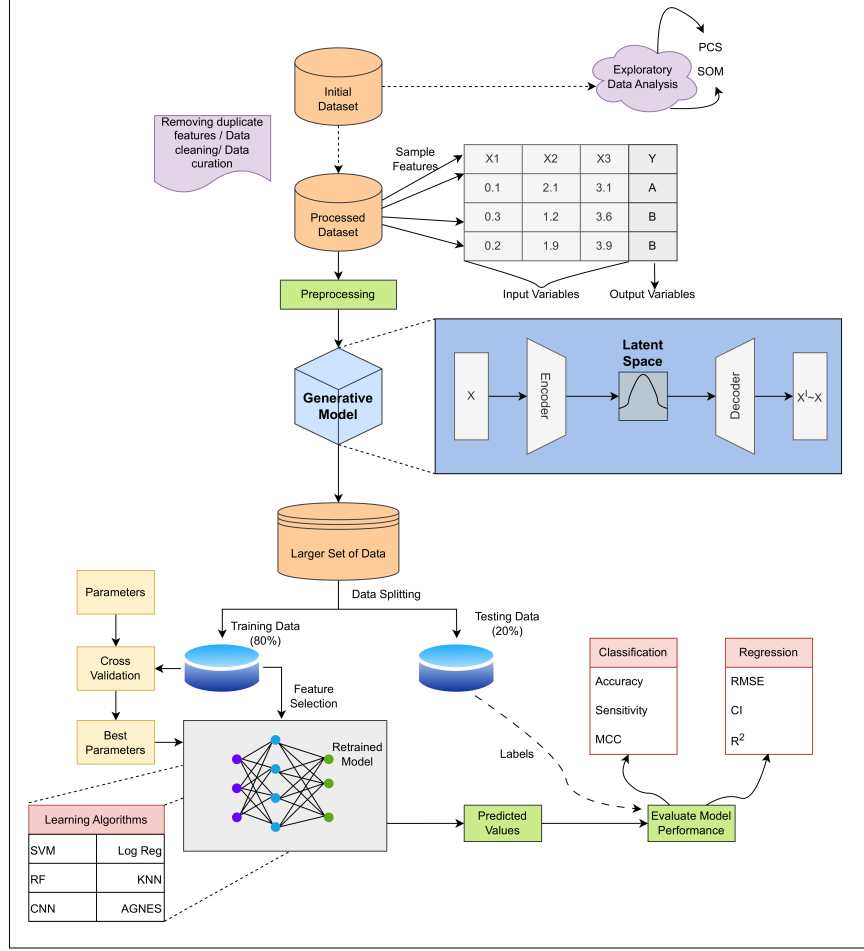 PCS
SOM
Exploratory
Data Analysis
Initial
Dataset
Removing duplicate
features / Data
cleaning/ Data
curation
Sample
Features
X1 X2 X3 Y
0.1 2.1 3.1 A
0.3 1.2 3.6 B
0.2 1.9 3.9 B
Processed
Dataset
Input Variables
Output Variables
Preprocessing
Generative
Model
Latent
Space
X
Encoder
Decoder
X^I~X
Larger Set of Data
Data Splitting
Parameters
Training Data
(80%)
Testing Data
(20%)
Cross
Validation
Feature
Selection
Best
Parameters
Retrained
Model
Labels
Classification
Accuracy
Sensitivity
MCC
Regression
RMSE
CI
R²
Learning Algorithms
SVM Log Reg
RF KNN
CNN AGNES
Predicted
Values
Evaluate Model
Performance